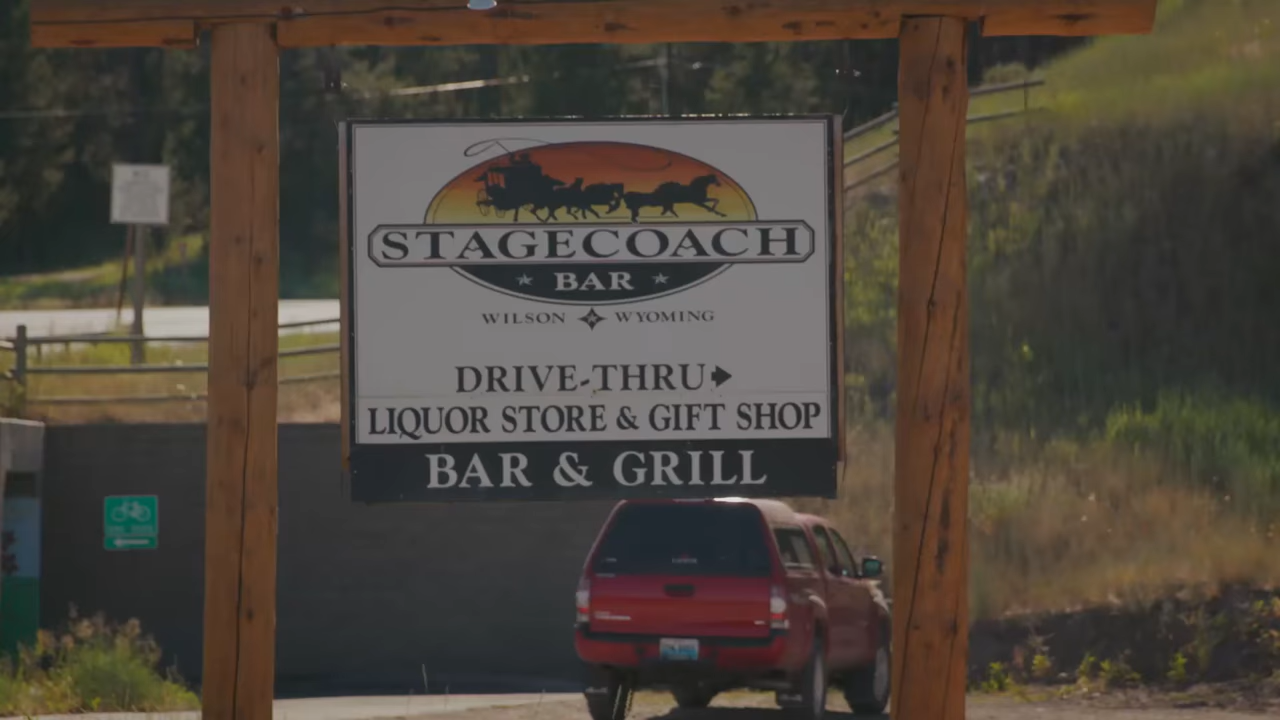 STAGECOACH
BAR
WILSON WYOMING
DRIVE-THRU
LIQUOR STORE & GIFT SHOP
BAR & GRILL